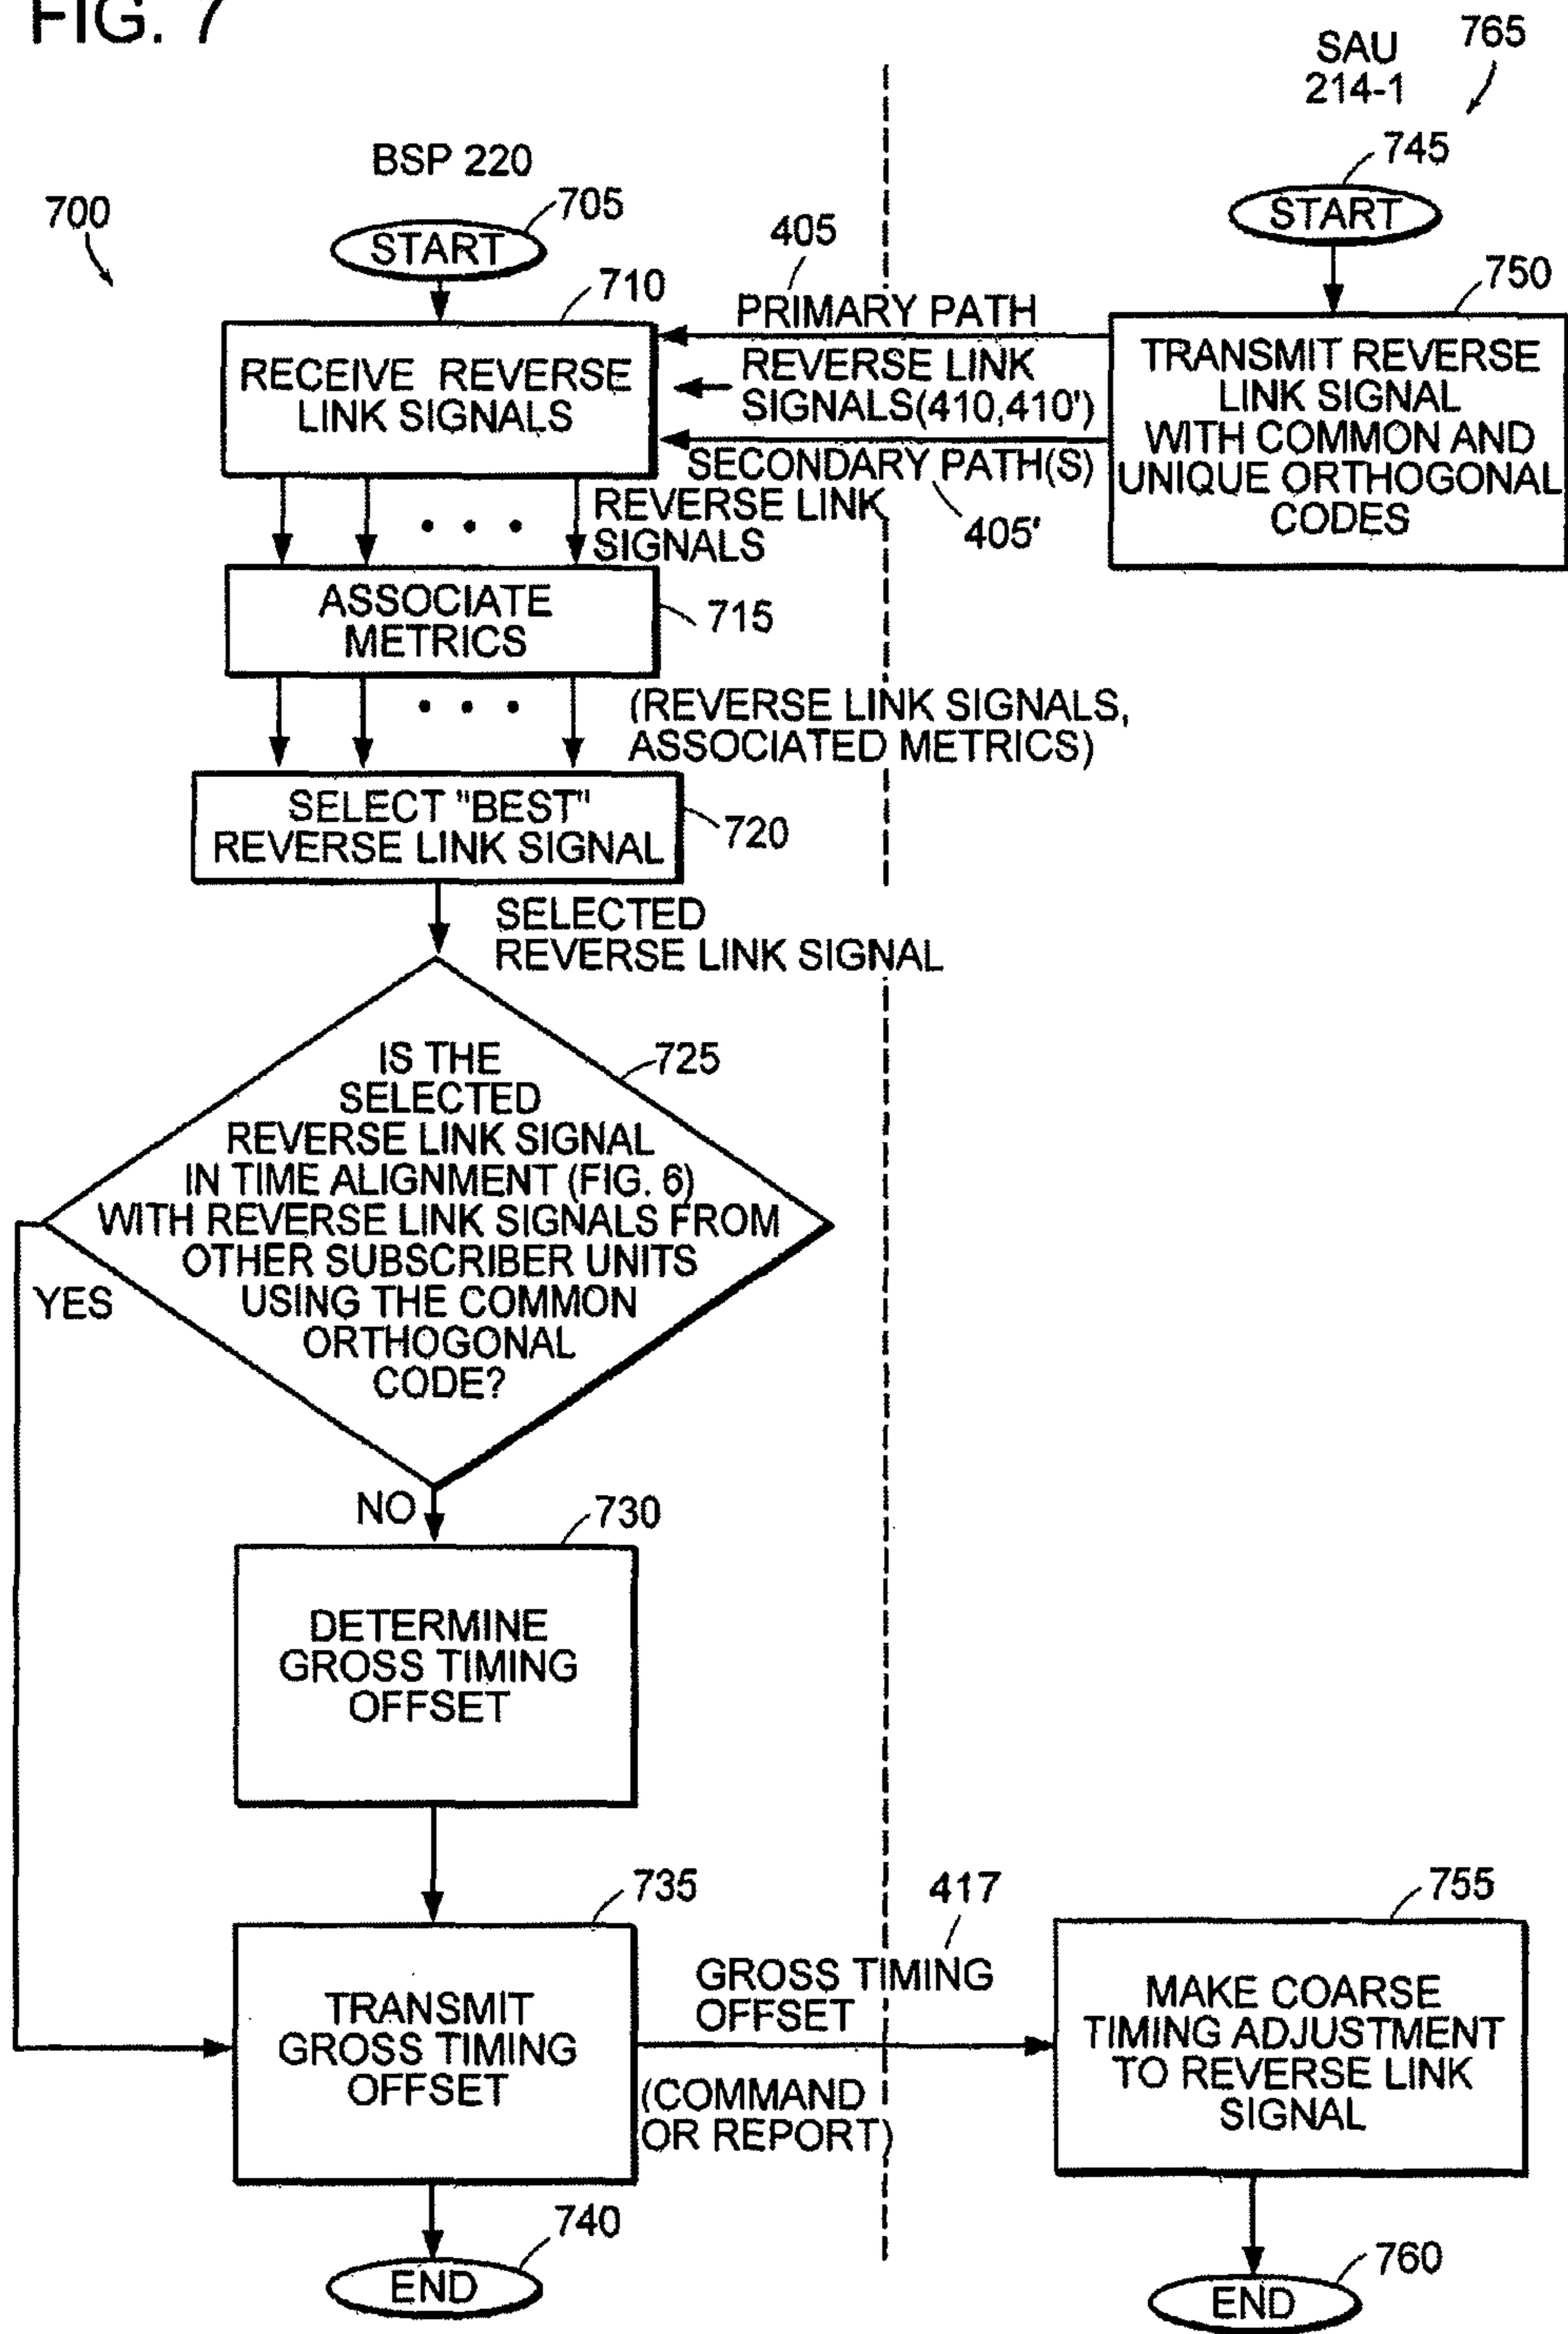 FIG. 7
SAU
214-1
765
BSP 220
700
705
START
745
START
405
710
750
PRIMARY PATH
RECEIVE REVERSE
LINK SIGNALS
REVERSE LINK
SIGNALS(410,410')
SECONDARY PATH(S)
405'
TRANSMIT REVERSE
LINK SIGNAL
WITH COMMON AND
UNIQUE ORTHOGONAL
CODES
• • •
REVERSE LINK
SIGNALS
ASSOCIATE
METRICS
715
• • •
(REVERSE LINK SIGNALS,
ASSOCIATED METRICS)
SELECT "BEST"
REVERSE LINK SIGNAL
720
SELECTED
REVERSE LINK SIGNAL
IS THE
SELECTED
REVERSE LINK SIGNAL
IN TIME ALIGNMENT (FIG. 6)
WITH REVERSE LINK SIGNALS FROM
OTHER SUBSCRIBER UNITS
USING THE COMMON
ORTHOGONAL
CODE?
725
YES
NO
730
DETERMINE
GROSS TIMING
OFFSET
735
TRANSMIT
GROSS TIMING
OFFSET
417
GROSS TIMING
OFFSET
(COMMAND
OR REPORT)
755
MAKE COARSE
TIMING ADJUSTMENT
TO REVERSE LINK
SIGNAL
740
END
760
END